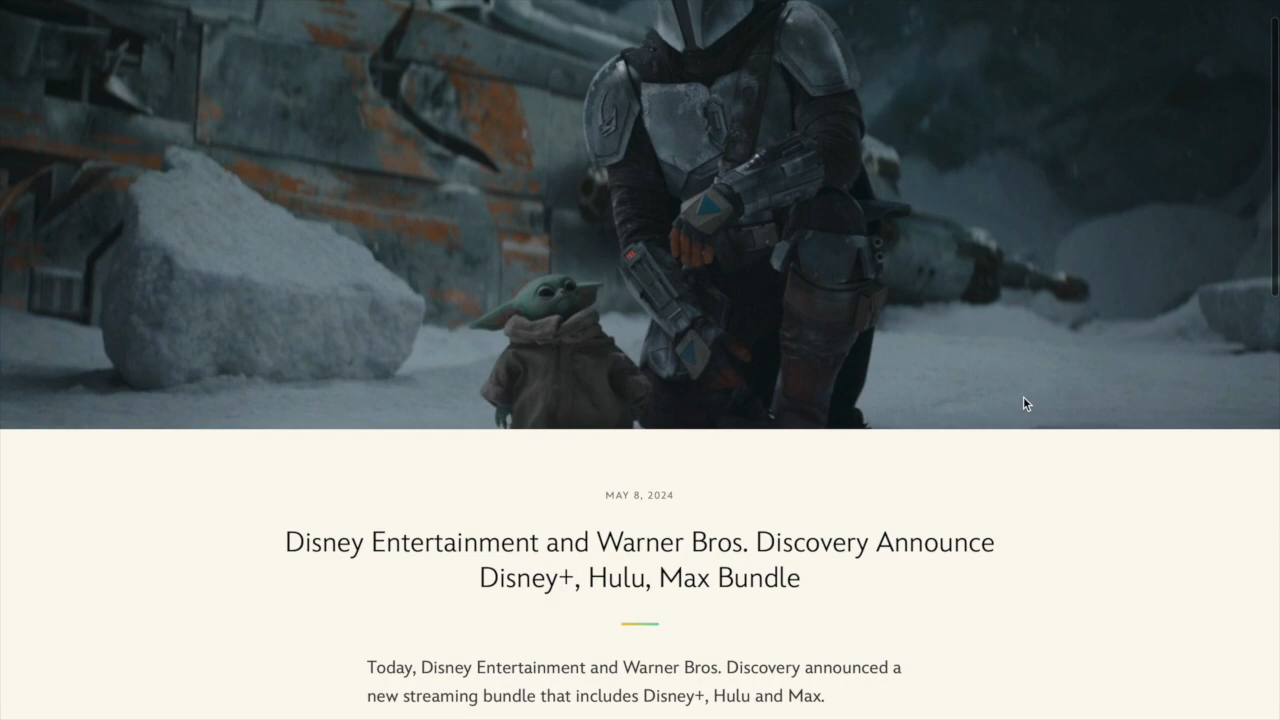 MAY 8, 2024
Disney Entertainment and Warner Bros. Discovery Announce
Disney+, Hulu, Max Bundle
Today, Disney Entertainment and Warner Bros. Discovery announced a
new streaming bundle that includes Disney+, Hulu and Max.